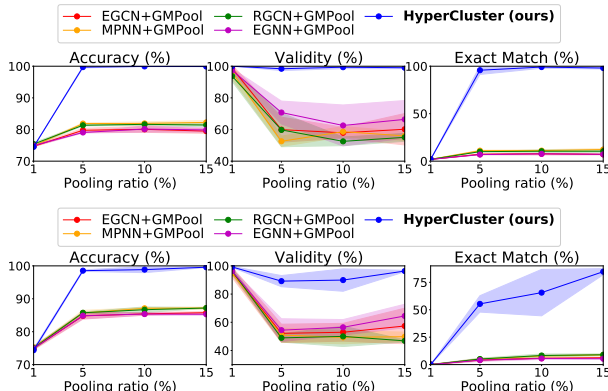 EGCN+GMPool RGCN+GMPool HyperCluster (ours)
MPNN+GMPool EGNN+GMPool
Accuracy (%) Validity (%) Exact Match (%)
100 100 100
90
80 80 50
70 60
70 40 0
1 5 10 15 1 5 10 15 1 5 10 15
Pooling ratio (%) Pooling ratio (%) Pooling ratio (%)
EGCN+GMPool RGCN+GMPool HyperCluster (ours)
MPNN+GMPool EGNN+GMPool
Accuracy (%) Validity (%) Exact Match (%)
100 100
90 80 75
80 60 50
40 25
70 0
1 5 10 15 1 5 10 15 1 5 10 15
Pooling ratio (%) Pooling ratio (%) Pooling ratio (%)